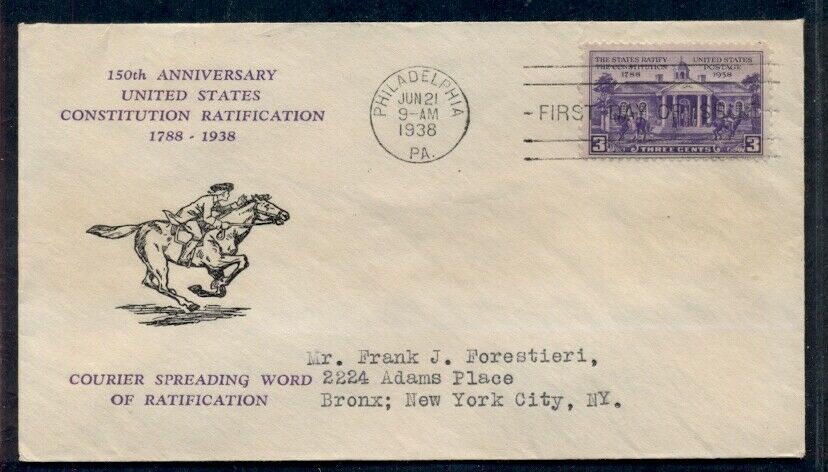 150th ANNIVERSARY
UNITED STATES
CONSTITUTION RATIFICATION
1788 - 1938
PHILADELPHIA
JUN 21
9-AM
1938
PA.
THE STATES RATIFY UNITED STATES
THE CONSTITUTION POSTAGE
1788 1938
FIRST DAY OF ISSUE
3 THREE CENTS 3
COURIER SPREADING WORD
OF RATIFICATION
Mr. Frank J. Forestieri,
2224 Adams Place
Bronx; New York City, NY.